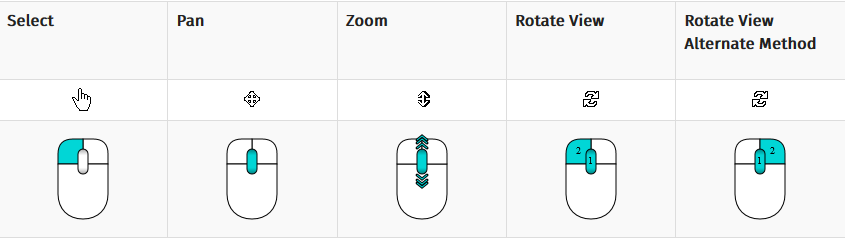 Select
Pan
Zoom
Rotate View
Rotate View
Alternate Method
2
1
1
2